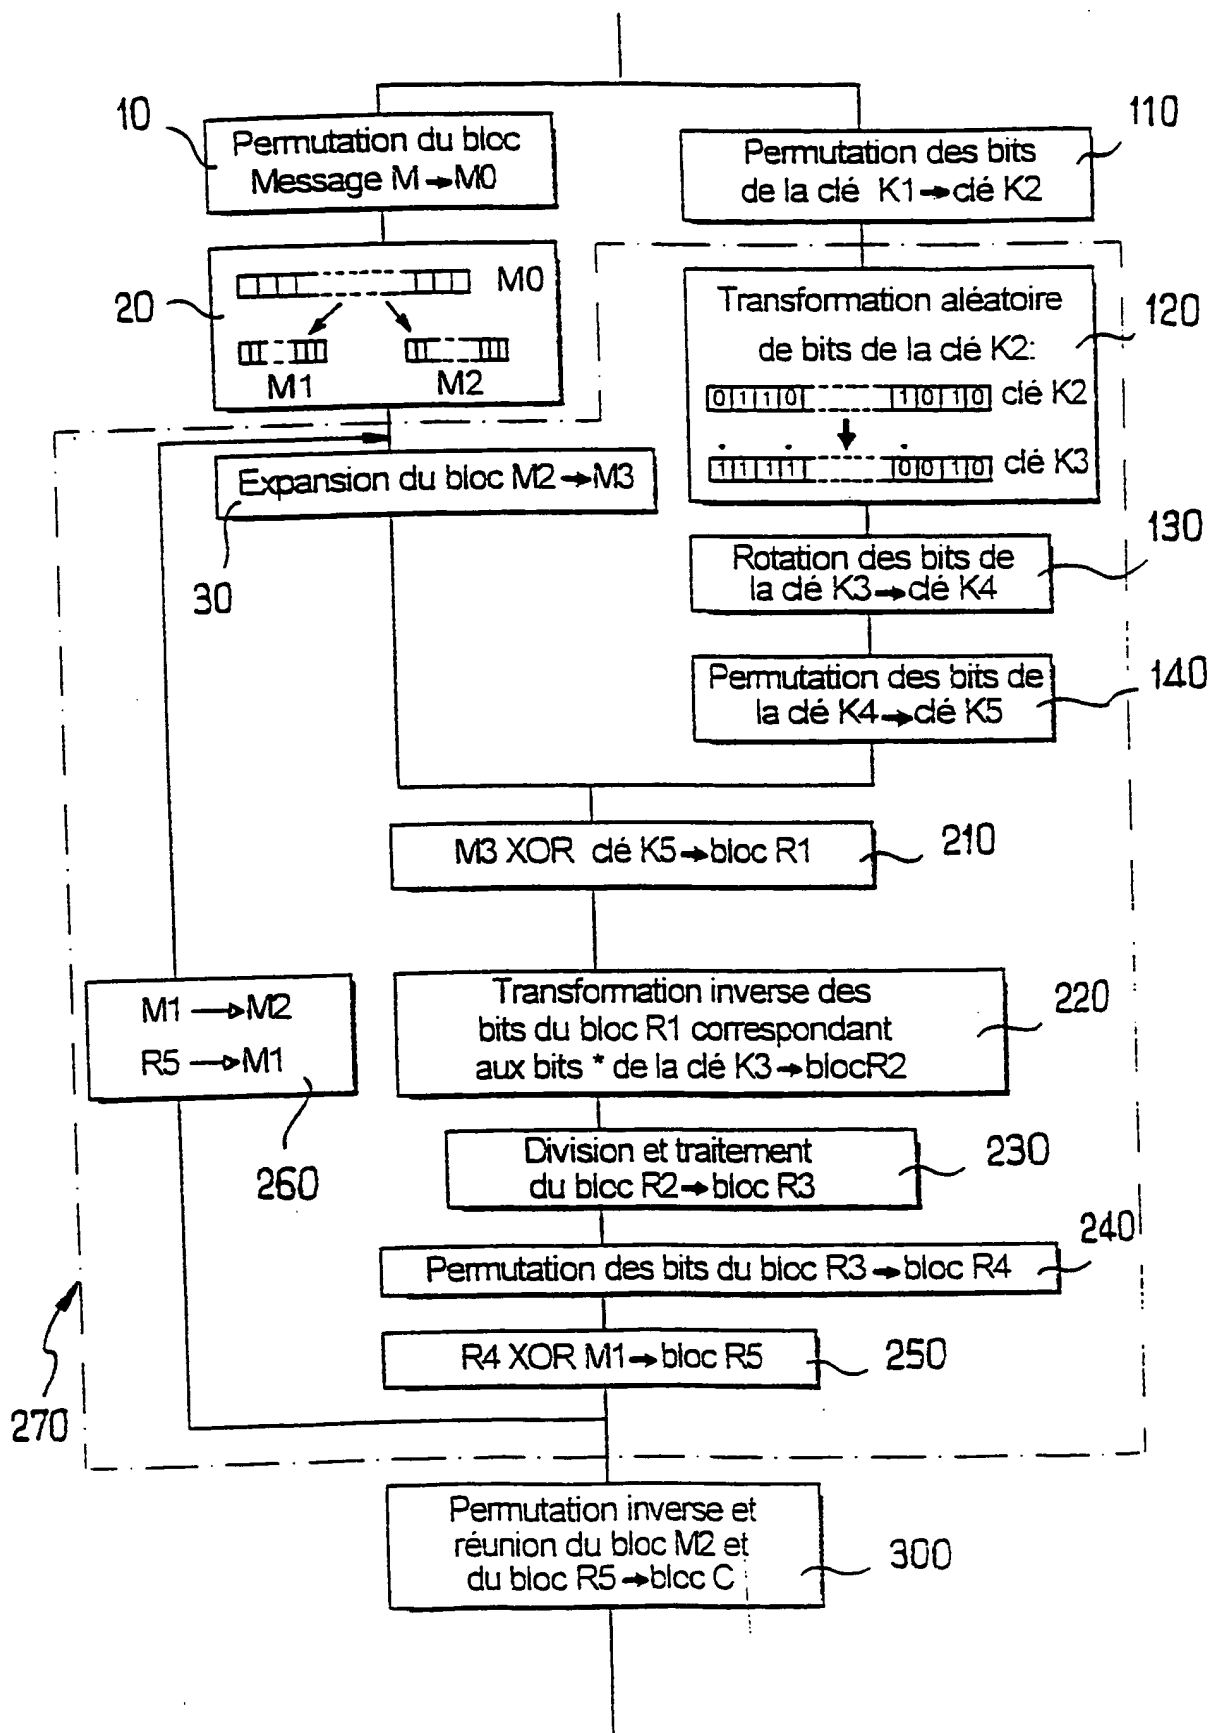 10
Permutation du bloc
Message M → M0
110
Permutation des bits
de la clé K1 → clé K2
20
M0
M1
M2
120
Transformation aléatoire
de bits de la clé K2:
0 1 1 0 1 0 1 0 clé K2
1 1 1 1 0 0 1 0 clé K3
Expansion du bloc M2 → M3
30
130
Rotation des bits de
la clé K3 → clé K4
140
Permutation des bits de
la clé K4 → clé K5
M3 XOR clé K5 → bloc R1
210
M1 → M2
R5 → M1
260
Transformation inverse des
bits du bloc R1 correspondant
aux bits * de la clé K3 → bloc R2
220
Division et traitement
du bloc R2 → bloc R3
230
240
Permutation des bits du bloc R3 → bloc R4
R4 XOR M1 → bloc R5
250
270
Permutation inverse et
réunion du bloc M2 et
du bloc R5 → bloc C
300